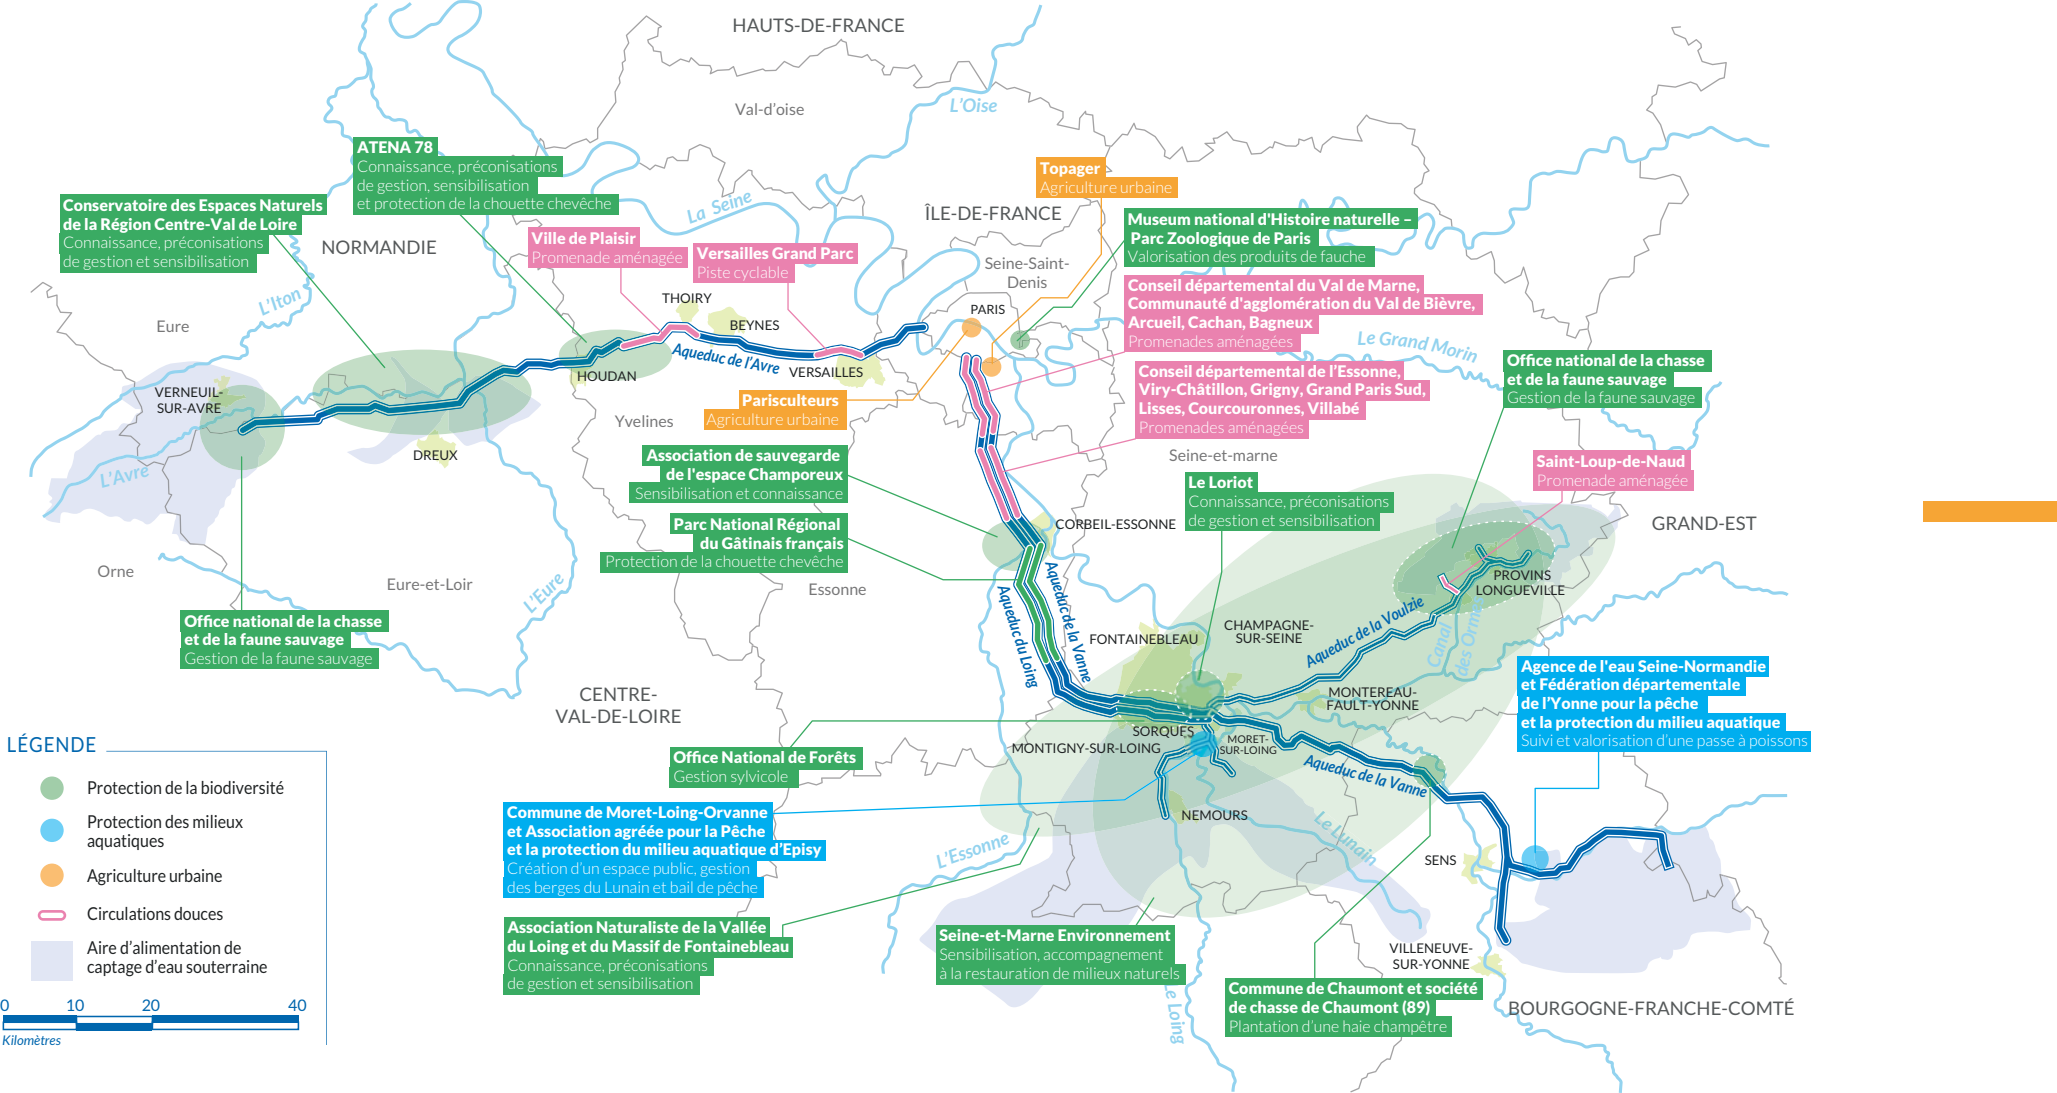 HAUTS-DE-FRANCE
Val-d’oise
L’Oise
ATENA 78
Connaissance, préconisations
de gestion, sensibilisation
et protection de la chouette chevêche
Topager
Agriculture urbaine
Conservatoire des Espaces Naturels
de la Région Centre-Val de Loire
Connaissance, préconisations
de gestion et sensibilisation
NORMANDIE
La Seine
ÎLE-DE-FRANCE
Museum national d'Histoire naturelle –
Parc Zoologique de Paris
Valorisation des produits de fauche
Ville de Plaisir
Promenade aménagée
Versailles Grand Parc
Piste cyclable
Seine-Saint-
Denis
Conseil départemental du Val de Marne,
Communauté d'agglomération du Val de Bièvre,
Arcueil, Cachan, Bagneux
Promenades aménagées
L’Iton
Eure
THOIRY
BEYNES
PARIS
Le Grand Morin
Aqueduc de l’Avre
HOUDAN
VERSAILLES
Conseil départemental de l’Essonne,
Viry-Châtillon, Grigny, Grand Paris Sud,
Lisses, Courcouronnes, Villabé
Promenades aménagées
Office national de la chasse
et de la faune sauvage
Gestion de la faune sauvage
VERNEUIL-
SUR-AVRE
Parisculteurs
Agriculture urbaine
Yvelines
DREUX
L’Avre
Association de sauvegarde
de l'espace Champoreux
Sensibilisation et connaissance
Seine-et-marne
Saint-Loup-de-Naud
Promenade aménagée
Le Loriot
Connaissance, préconisations
de gestion et sensibilisation
Parc National Régional
du Gâtinais français
Protection de la chouette chevêche
CORBEIL-ESSONNE
GRAND-EST
Orne
Eure-et-Loir
L’Eure
Essonne
PROVINS
LONGUEVILLE
Aqueduc du Loing
Aqueduc de la Vanne
Office national de la chasse
et de la faune sauvage
Gestion de la faune sauvage
FONTAINEBLEAU
CHAMPAGNE-
SUR-SEINE
Aqueduc de la Voulzie
Canal
des Ormes
Agence de l'eau Seine-Normandie
et Fédération départementale
de l’Yonne pour la pêche
et la protection du milieu aquatique
Suivi et valorisation d’une passe à poissons
CENTRE-
VAL-DE-LOIRE
MONTEREAU-
FAULT-YONNE
SORQUES
MONTIGNY-SUR-LOING
MORET-
SUR-LOING
Aqueduc de la Vanne
Office National de Forêts
Gestion sylvicole
NEMOURS
Le Lunain
Commune de Moret-Loing-Orvanne
et Association agréée pour la Pêche
et la protection du milieu aquatique d’Episy
Création d’un espace public, gestion
des berges du Lunain et bail de pêche
L’Essonne
SENS
Association Naturaliste de la Vallée
du Loing et du Massif de Fontainebleau
Connaissance, préconisations
de gestion et sensibilisation
Seine-et-Marne Environnement
Sensibilisation, accompagnement
à la restauration de milieux naturels
Le Loing
VILLENEUVE-
SUR-YONNE
Commune de Chaumont et société
de chasse de Chaumont (89)
Plantation d’une haie champêtre
BOURGOGNE-FRANCHE-COMTÉ
LÉGENDE
Protection de la biodiversité
Protection des milieux
aquatiques
Agriculture urbaine
Circulations douces
Aire d’alimentation de
captage d’eau souterraine
0 10 20 40
Kilomètres